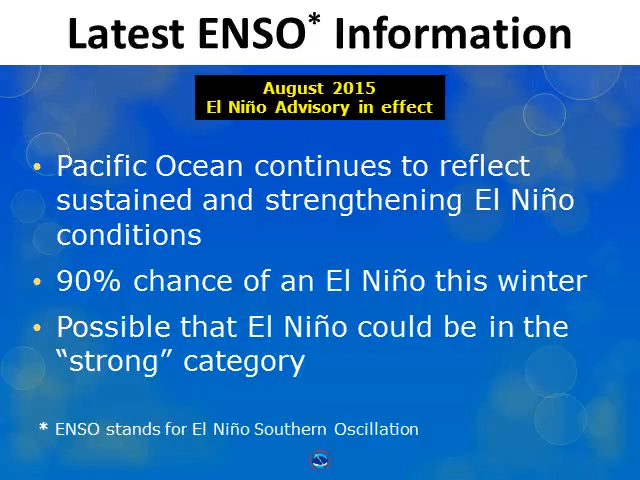 Latest ENSO* Information
August 2015
El Niño Advisory in effect
• Pacific Ocean continues to reflect
sustained and strengthening El Niño
conditions
• 90% chance of an El Niño this winter
• Possible that El Niño could be in the
“strong” category
* ENSO stands for El Niño Southern Oscillation